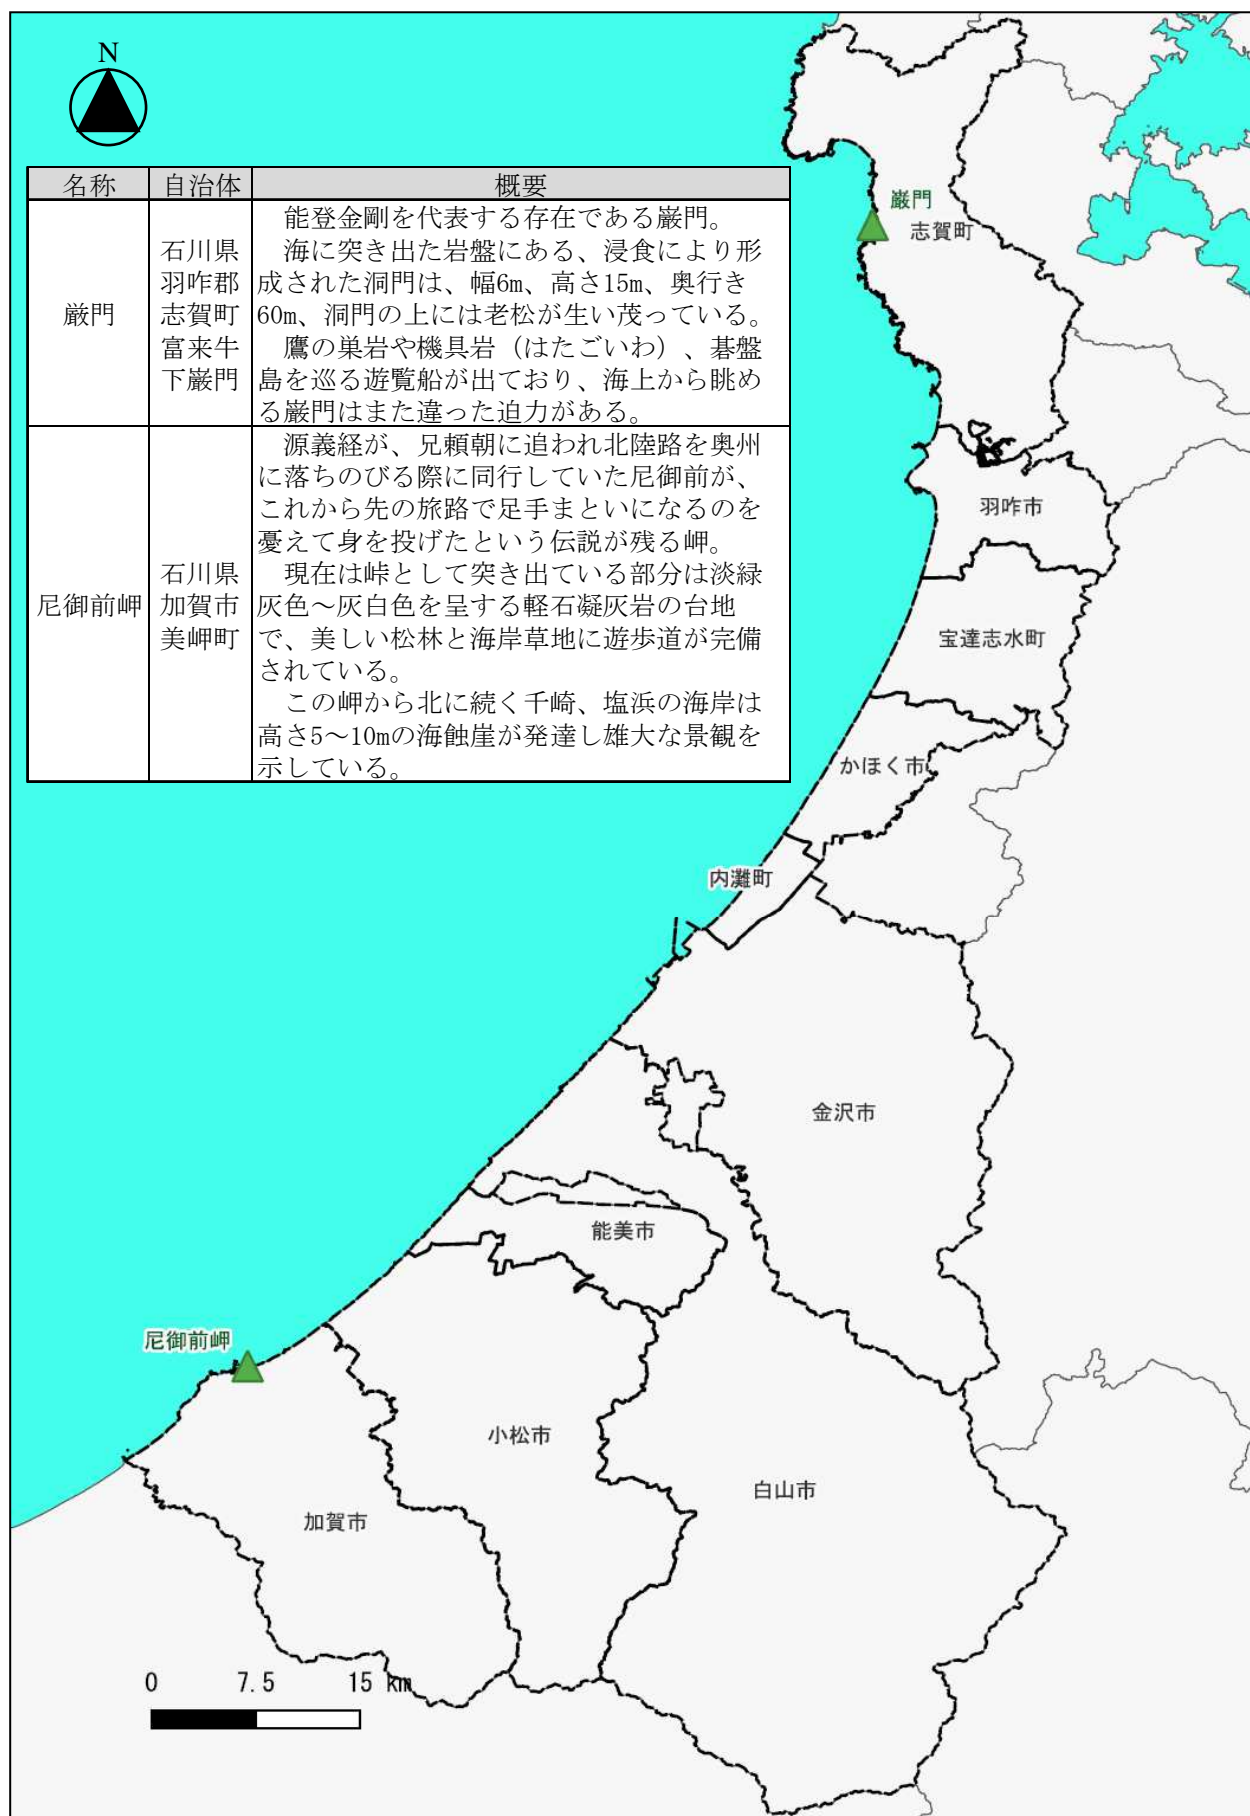 N
名称 自治体 概要
巌門
石川県
羽咋郡
志賀町
富来牛
下巌門
能登金剛を代表する存在である巌門。
海に突き出た岩盤にある、浸食により形
成された洞門は、幅6m、高さ15m、奥行き
60m、洞門の上には老松が生い茂っている。
鷹の巣岩や機具岩（はたごいわ）、碁盤
島を巡る遊覧船が出ており、海上から眺め
る巌門はまた違った迫力がある。
尼御前岬
石川県
加賀市
美岬町
源義経が、兄頼朝に追われ北陸路を奥州
に落ちのびる際に同行していた尼御前が、
これから先の旅路で足手まといになるのを
憂えて身を投げたという伝説が残る岬。
現在は峠として突き出ている部分は淡緑
灰色～灰白色を呈する軽石凝灰岩の台地
で、美しい松林と海岸草地に遊歩道が完備
されている。
この岬から北に続く千崎、塩浜の海岸は
高さ5～10mの海蝕崖が発達し雄大な景観を
示している。
巌門
志賀町
羽咋市
宝達志水町
かほく市
内灘町
金沢市
能美市
尼御前岬
小松市
白山市
加賀市
0 7.5 15 km